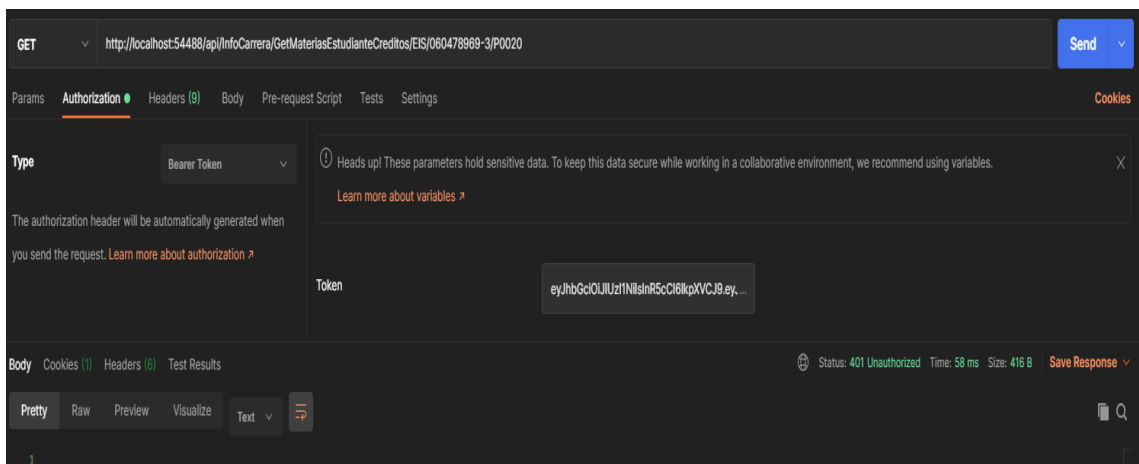 GET http://localhost:54488/api/InfoCarrera/GetMateriasEstudianteCreditos/EIS/060478969-3/P0020 Send
Params Authorization Headers (9) Body Pre-request Script Tests Settings Cookies
Type Bearer Token
Heads up! These parameters hold sensitive data. To keep this data secure while working in a collaborative environment, we recommend using variables.
Learn more about variables ↗
The authorization header will be automatically generated when
you send the request. Learn more about authorization ↗
Token eyJhbGciOiJIUzI1NiIsInR5cCI6IkpXVCJ9.ey....
Body Cookies (1) Headers (6) Test Results Status: 401 Unauthorized Time: 58 ms Size: 416 B Save Response
Pretty Raw Preview Visualize Text
1